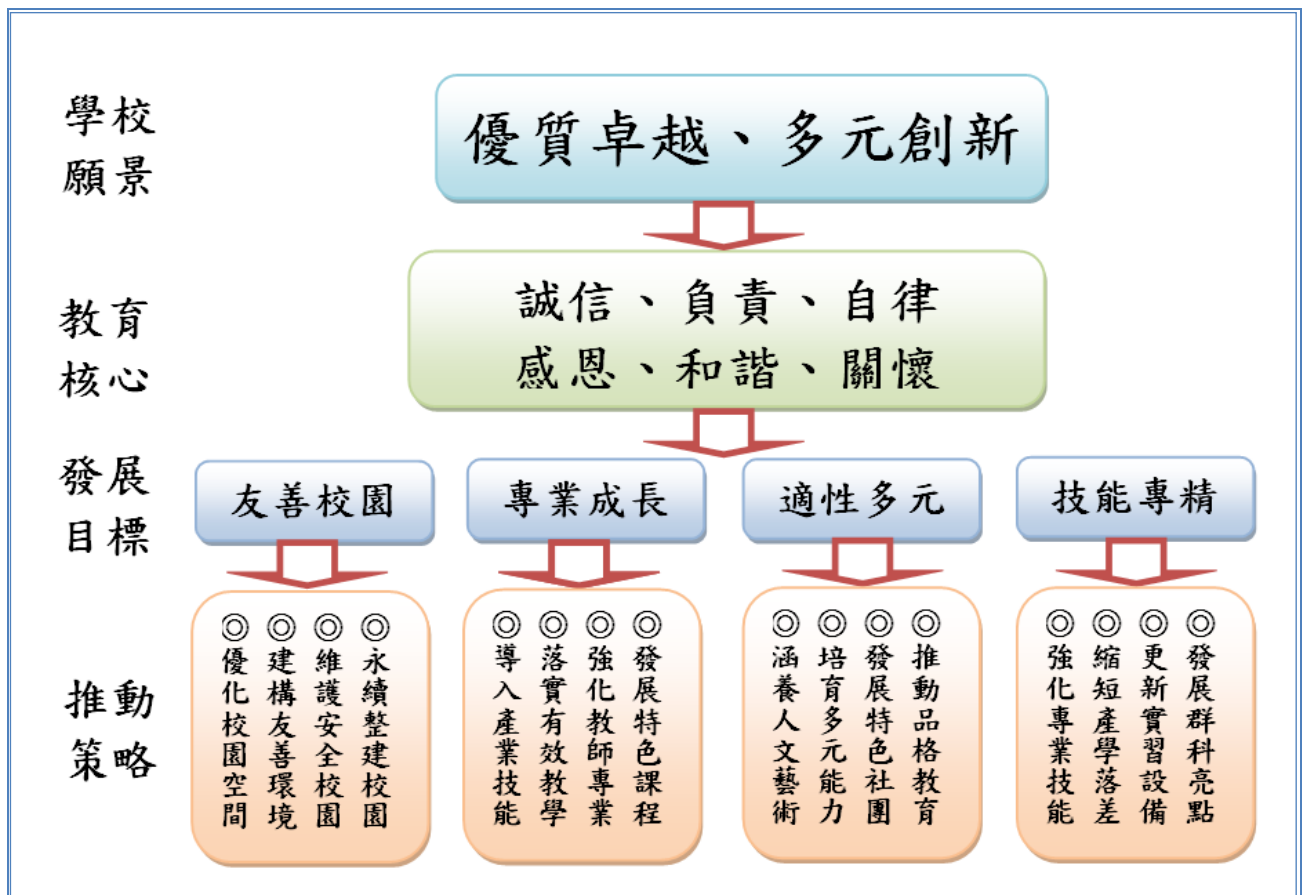 學校
願景
優質卓越、多元創新
教育
核心
誠信、負責、自律
感恩、和諧、關懷
發展
目標
友善校園
專業成長
適性多元
技能專精
推動
策略
◎永續整建校園
◎維護安全校園
◎建構友善環境
◎優化校園空間
◎發展特色課程
◎強化教師專業
◎落實有效教學
◎導入產業技能
◎推動品格教育
◎發展特色社團
◎培育多元能力
◎涵養人文藝術
◎發展群科亮點
◎更新實習設備
◎縮短產學落差
◎強化專業技能